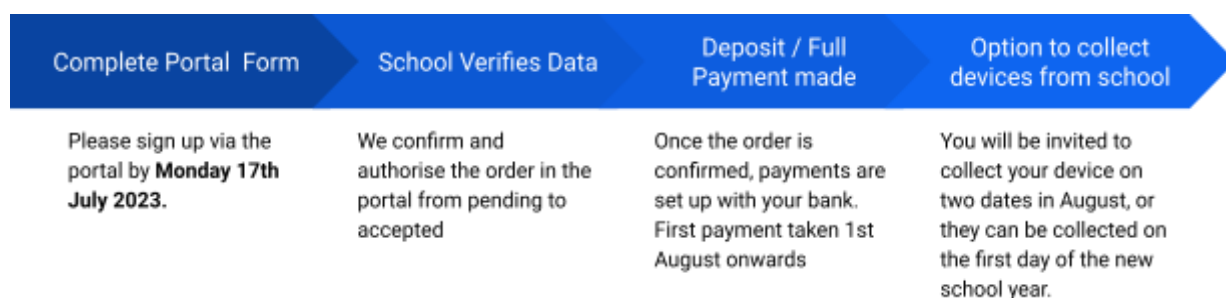 Complete Portal Form
School Verifies Data
Deposit / Full
Payment made
Option to collect
devices from school
Please sign up via the
portal by Monday 17th
July 2023.
We confirm and
authorise the order in the
portal from pending to
accepted
Once the order is
confirmed, payments are
set up with your bank.
First payment taken 1st
August onwards
You will be invited to
collect your device on
two dates in August, or
they can be collected on
the first day of the new
school year.